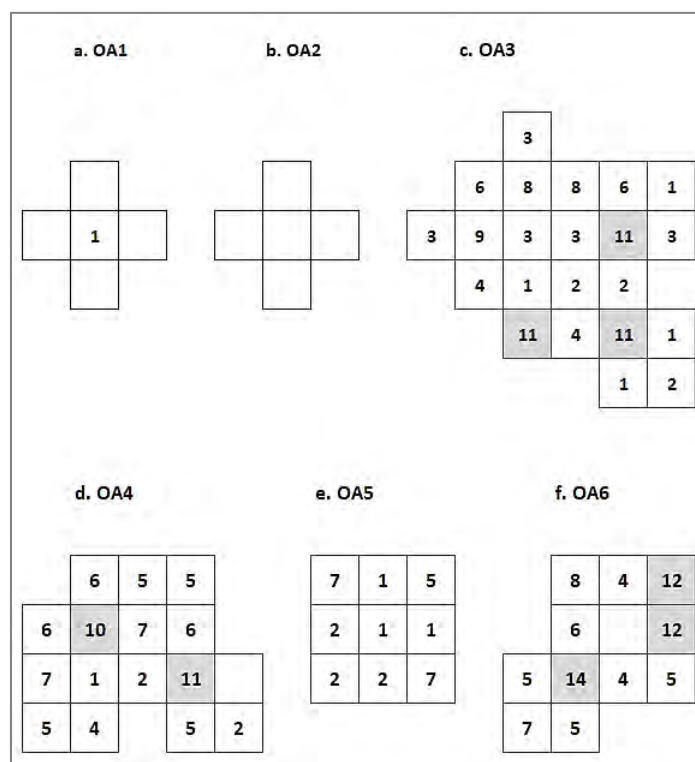 a. OA1 b. OA2 c. OA3
3
6 8 8 6 1
1 3 9 3 3 11 3
4 1 2 2
11 4 11 1
1 2
d. OA4 e. OA5 f. OA6
6 5 5 7 1 5 8 4 12
6 10 7 6 2 1 1 6 12
7 1 2 11 2 2 7 5 14 4 5
5 4 5 2 7 5